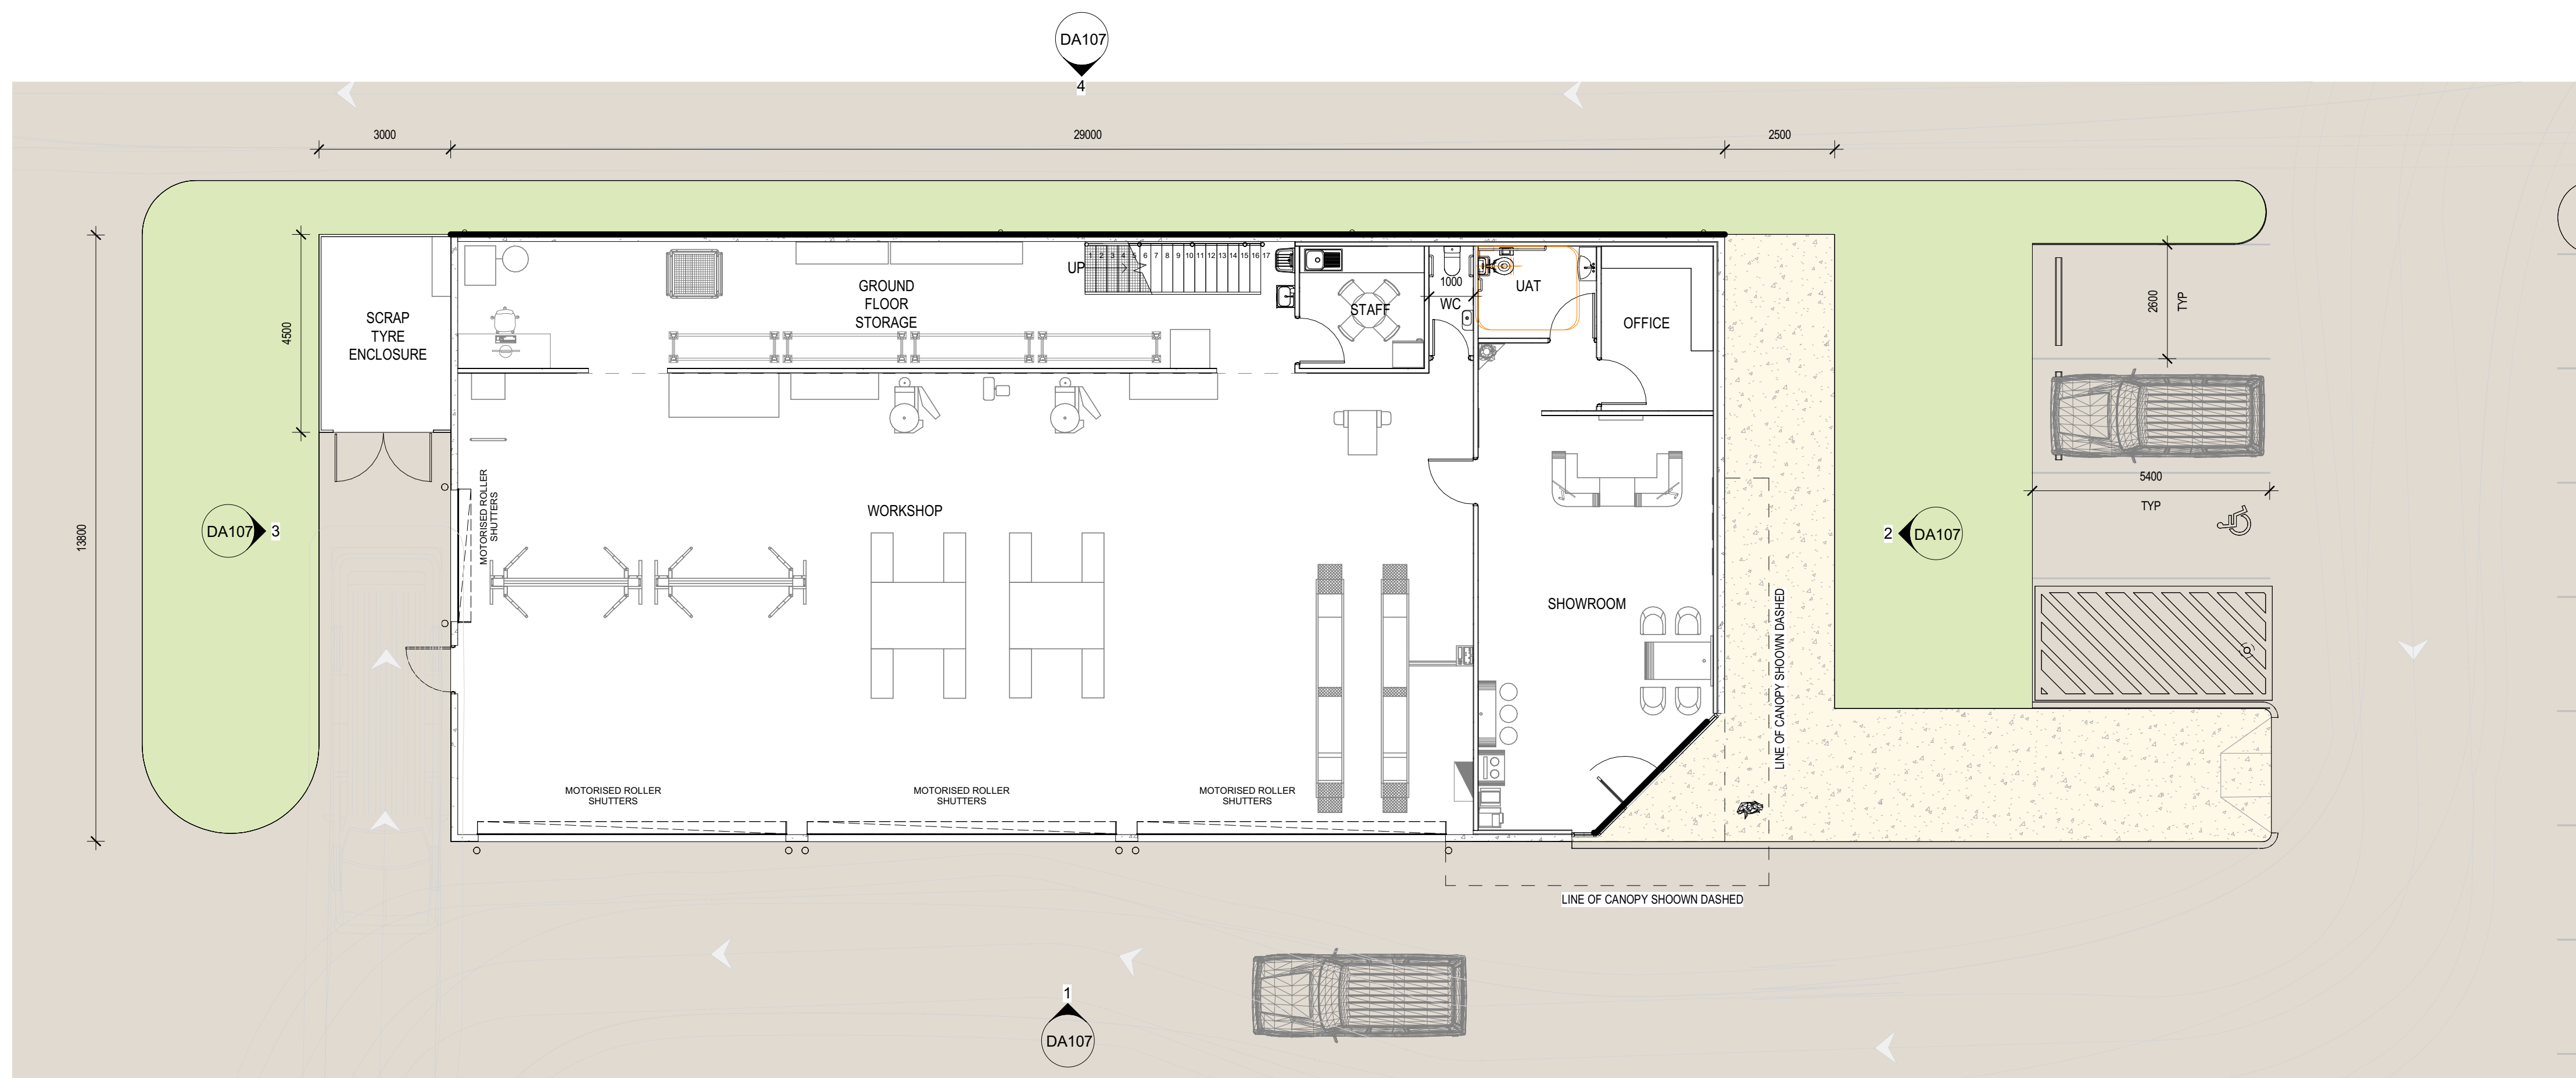 DA107
4
3000
29000
2500
UP
1 2 3 4 5 6 7 8 9 10 11 12 13 14 15 16 17
GROUND
FLOOR
STORAGE
SCRAP
TYRE
ENCLOSURE
4500
13800
STAFF
1000
WC
UAT
OFFICE
2600
TYP
5400
TYP
DA107
3
MOTORISED ROLLER
SHUTTERS
WORKSHOP
SHOWROOM
2
DA107
LINE OF CANOPY SHOOWN DASHED
MOTORISED ROLLER
SHUTTERS
MOTORISED ROLLER
SHUTTERS
MOTORISED ROLLER
SHUTTERS
LINE OF CANOPY SHOOWN DASHED
1
DA107